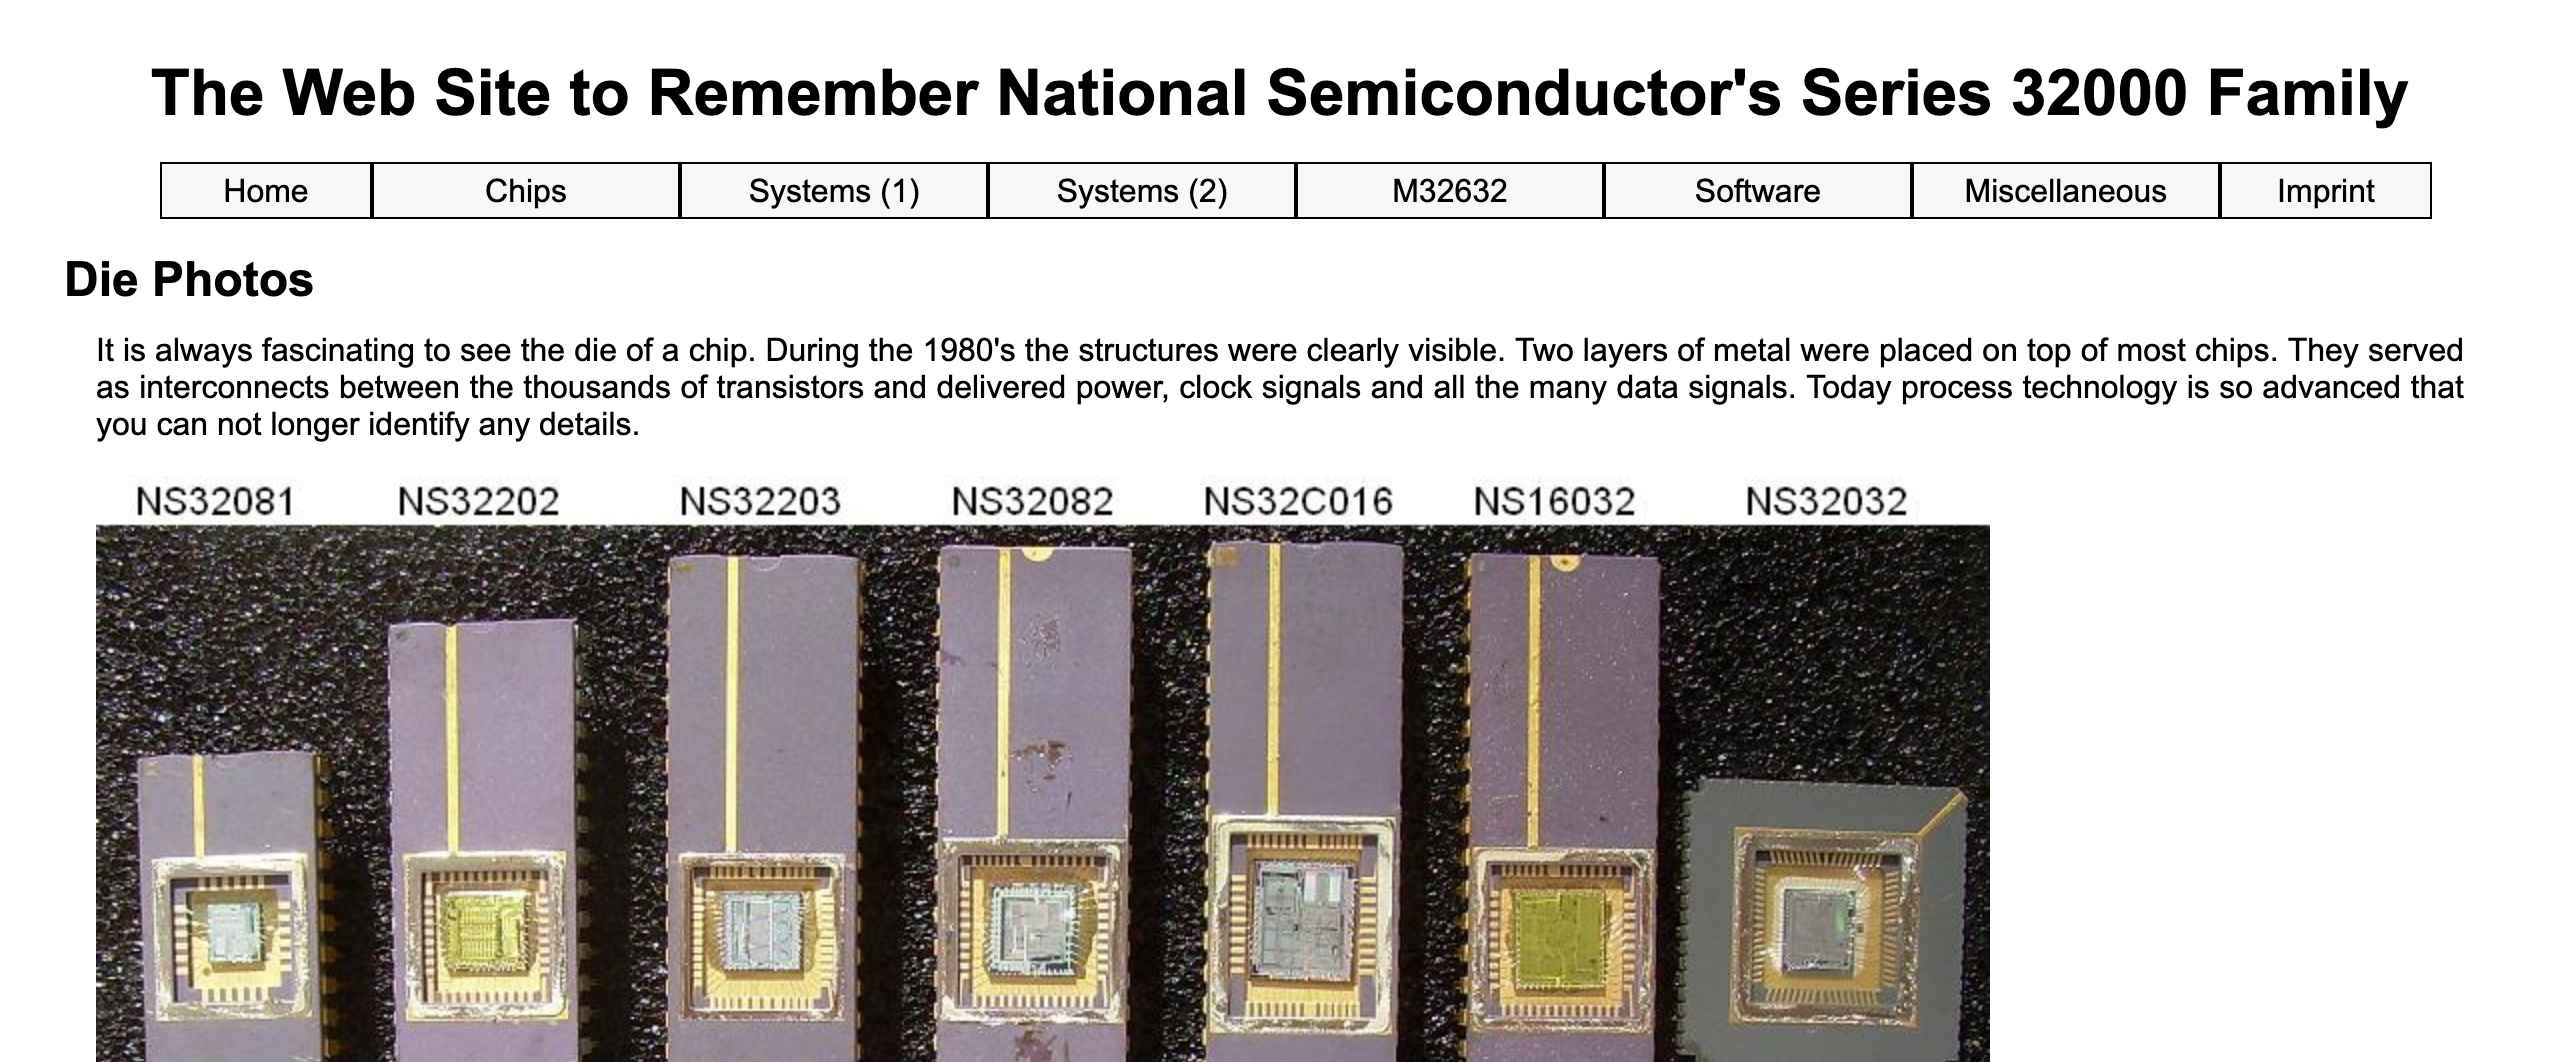 The Web Site to Remember National Semiconductor's Series 32000 Family
Home Chips Systems (1) Systems (2) M32632 Software Miscellaneous Imprint
Die Photos
It is always fascinating to see the die of a chip. During the 1980's the structures were clearly visible. Two layers of metal were placed on top of most chips. They served
as interconnects between the thousands of transistors and delivered power, clock signals and all the many data signals. Today process technology is so advanced that
you can not longer identify any details.
NS32081 NS32202 NS32203 NS32082 NS32C016 NS16032 NS32032